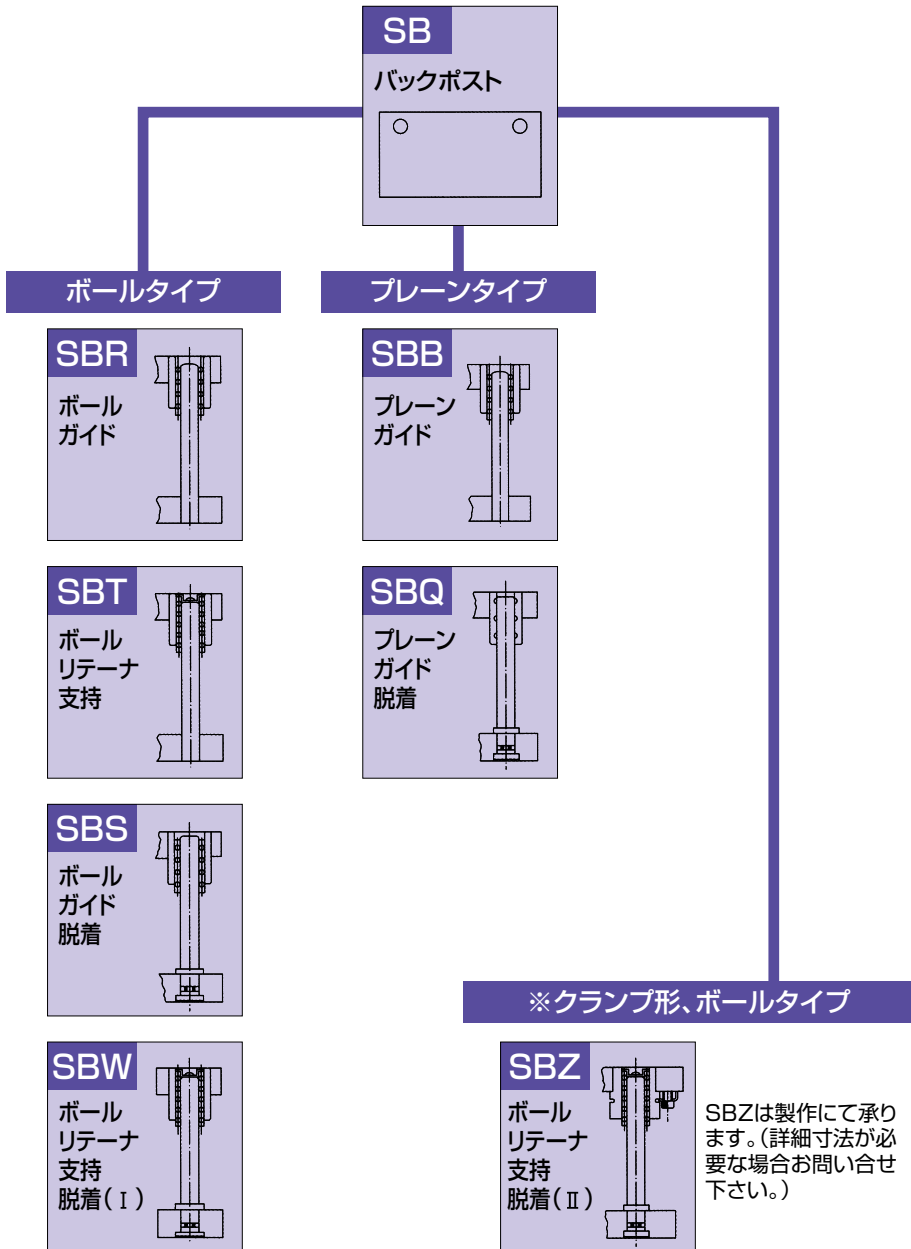 SB
バックポスト
ボールタイプ
プレーンタイプ
SBR
ボール
ガイド
SBB
プレーン
ガイド
SBT
ボール
リテーナ
支持
SBQ
プレーン
ガイド
脱着
SBS
ボール
ガイド
脱着
※クランプ形、ボールタイプ
SBW
ボール
リテーナ
支持
脱着(Ⅰ)
SBZ
ボール
リテーナ
支持
脱着(Ⅱ)
SBZは製作にて承り
ます。(詳細寸法が必
要な場合お問い合せ
下さい。)